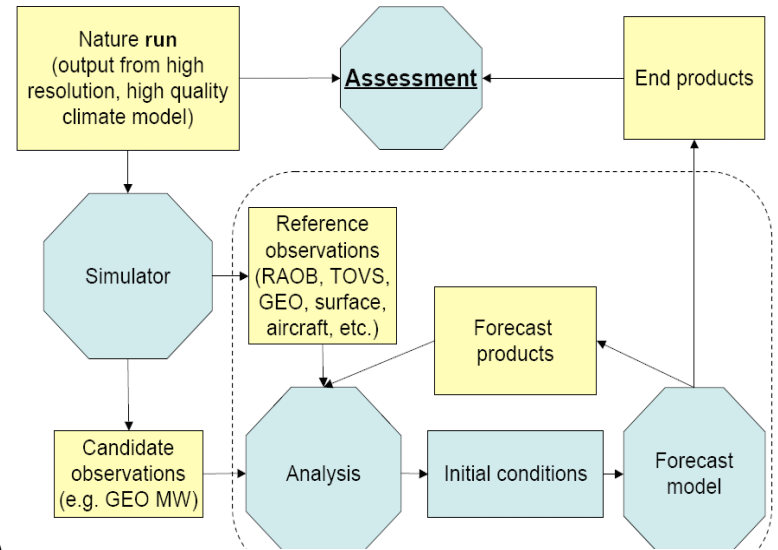 Nature run
(output from high
resolution, high quality
climate model)
Assessment
End products
Simulator
Reference
observations
(RAOB, TOVS,
GEO, surface,
aircraft, etc.)
Forecast
products
Candidate
observations
(e.g. GEO MW)
Analysis
Initial conditions
Forecast
model